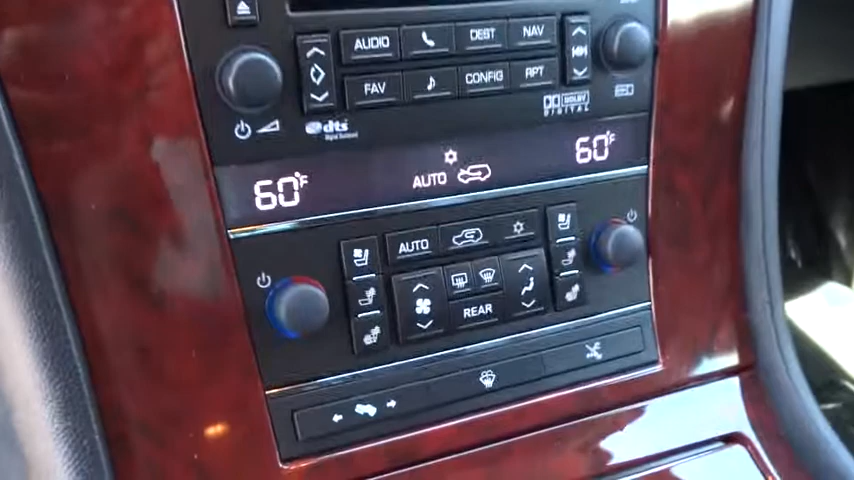 AUDIO DEST NAV
FAV CONFIG RPT
dts DOLBY
DIGITAL
60°F AUTO 60°F
AUTO
REAR